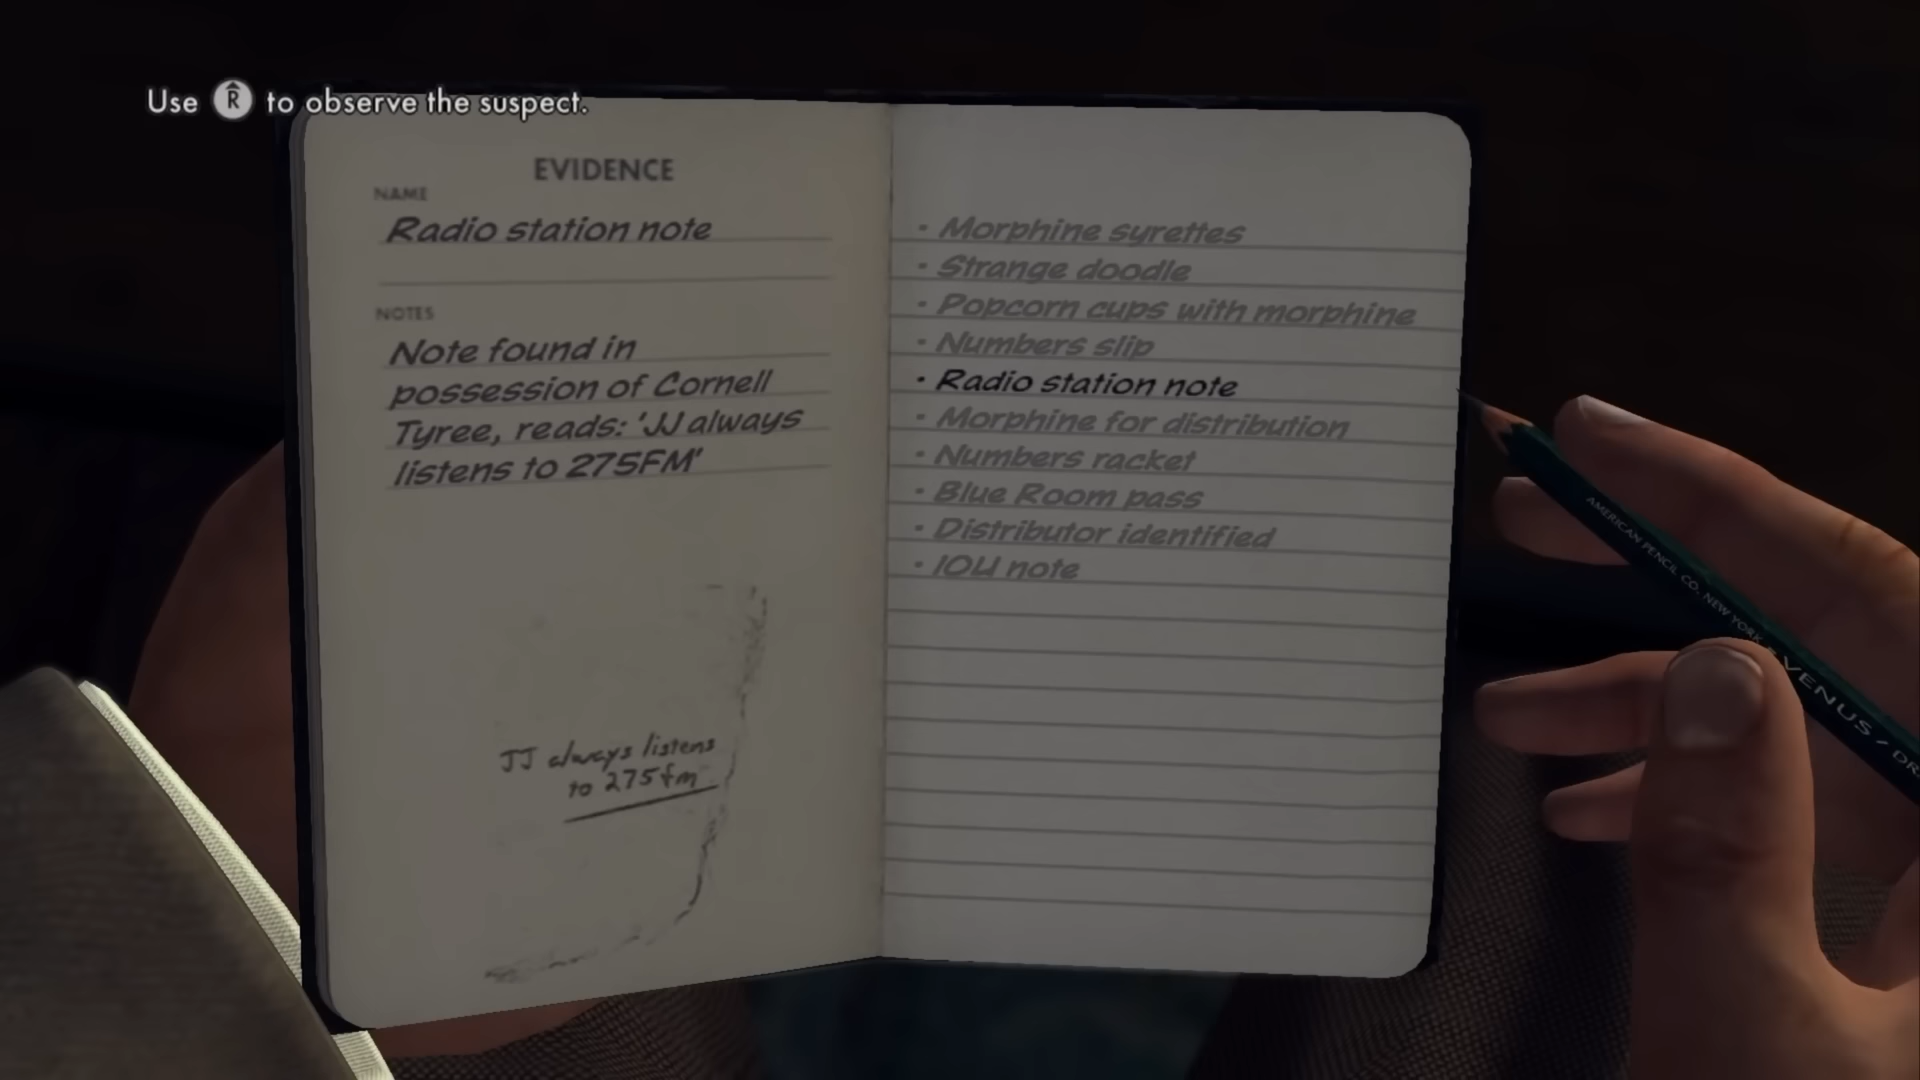 Use R to observe the suspect.
EVIDENCE
NAME
Radio station note
NOTES
Note found in
possession of Cornell
Tyree, reads: 'JJ always
listens to 275FM'
JJ always listens
to 275fm
• Morphine syrettes
• Strange doodle
• Popcorn cups with morphine
• Numbers slip
• Radio station note
• Morphine for distribution
• Numbers racket
• Blue Room pass
• Distributor identified
• IOU note
AMERICAN PENCIL CO. NEW YORK • VENUS / DR